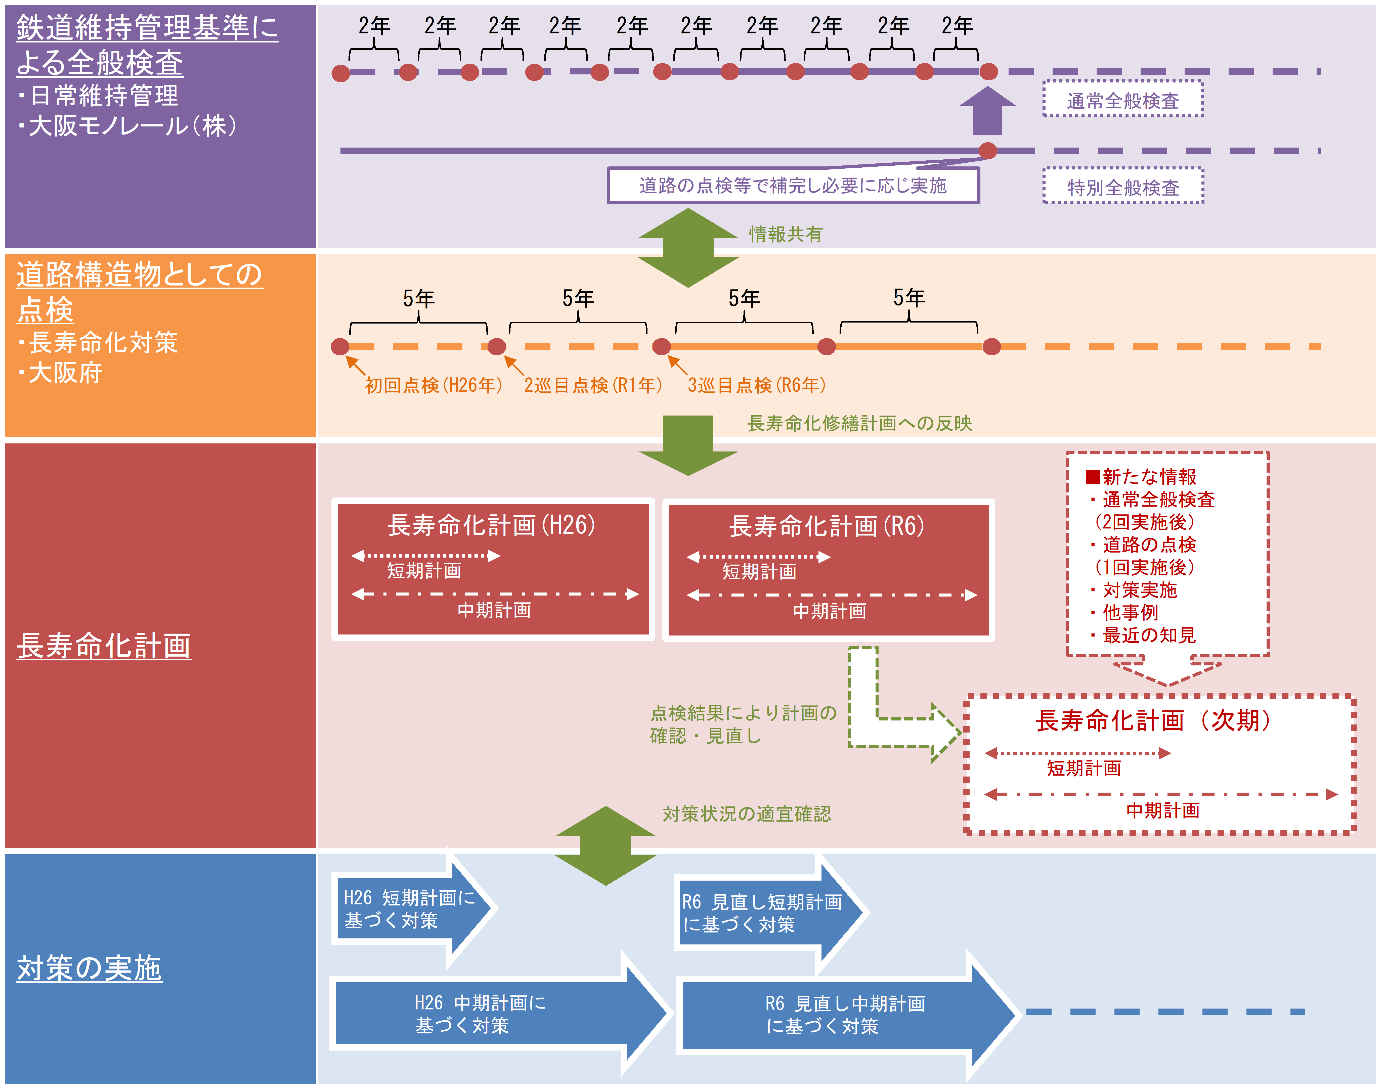 鉄道維持管理基準に
よる全般検査
・日常維持管理
・大阪モノレール（株）
2年 2年 2年 2年 2年 2年 2年 2年 2年 2年
通常全般検査
道路の点検等で補完し必要に応じ実施
特別全般検査
情報共有
道路構造物としての
点検
・長寿命化対策
・大阪府
5年 5年 5年 5年
初回点検(H26年) 2巡目点検(R1年) 3巡目点検(R6年)
長寿命化修繕計画への反映
長寿命化計画
長寿命化計画(H26)
短期計画
中期計画
長寿命化計画(R6)
短期計画
中期計画
■新たな情報
・通常全般検査
(2回実施後)
・道路の点検
(1回実施後)
・対策実施
・他事例
・最近の知見
点検結果により計画の
確認・見直し
長寿命化計画（次期）
短期計画
中期計画
対策状況の適宜確認
対策の実施
H26 短期計画に
基づく対策
R6 見直し短期計画
に基づく対策
H26 中期計画に
基づく対策
R6 見直し中期計画
に基づく対策